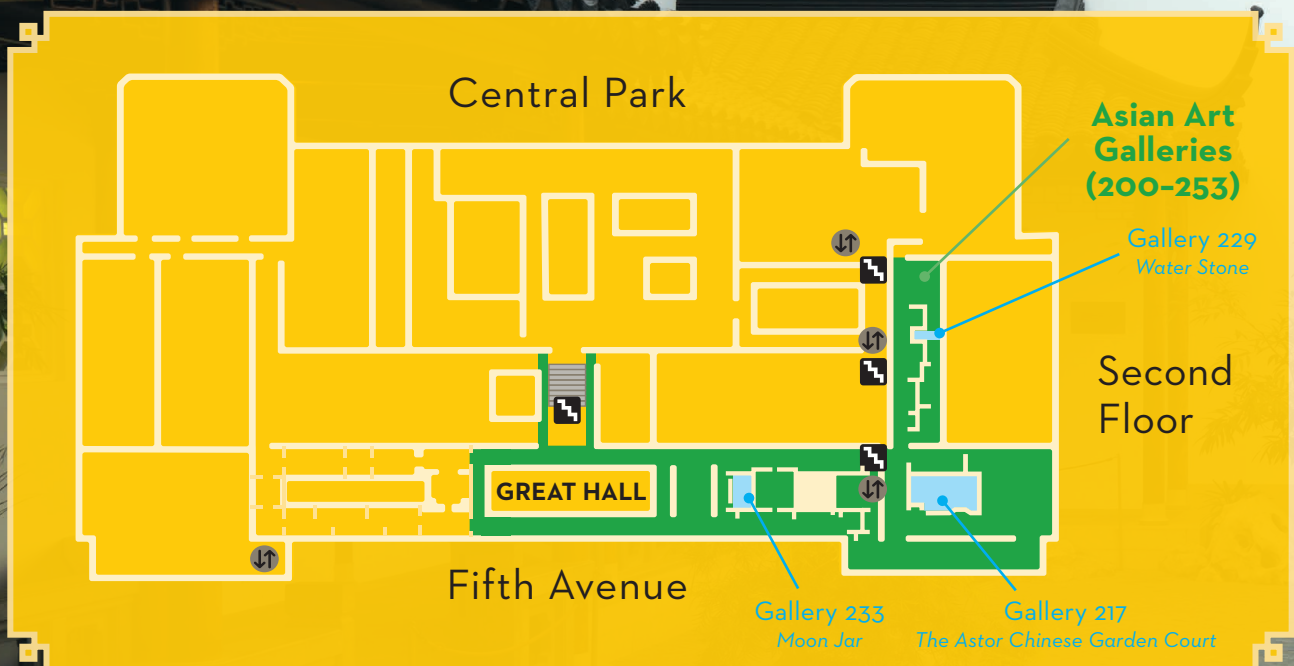 Central Park
Asian Art
Galleries
(200–253)
Gallery 229
Water Stone
Second
Floor
GREAT HALL
Fifth Avenue
Gallery 233
Moon Jar
Gallery 217
The Astor Chinese Garden Court